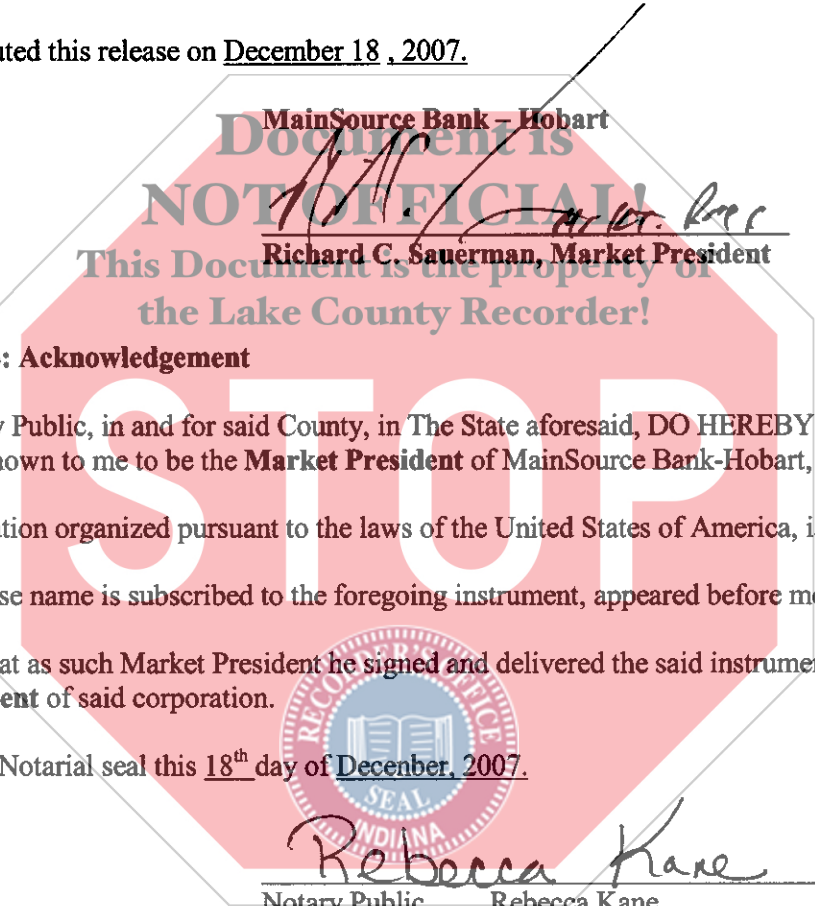 uted this release on December 18 , 2007.
MainSource Bank – Hobart
Document is
NOT OFFICIAL!
Richard C. Sauerman, Market President
This Document is the property of
the Lake County Recorder!
: Acknowledgement
y Public, in and for said County, in The State aforesaid, DO HEREBY
nown to me to be the Market President of MainSource Bank-Hobart,
STOP
ation organized pursuant to the laws of the United States of America, i
se name is subscribed to the foregoing instrument, appeared before me
at as such Market President he signed and delivered the said instrumen
ent of said corporation.
RECORDER'S OFFICE
Notarial seal this 18th day of Decenber, 2007.
SEAL
INDIANA
Rebecca Kane
Notary Public Rebecca Kane